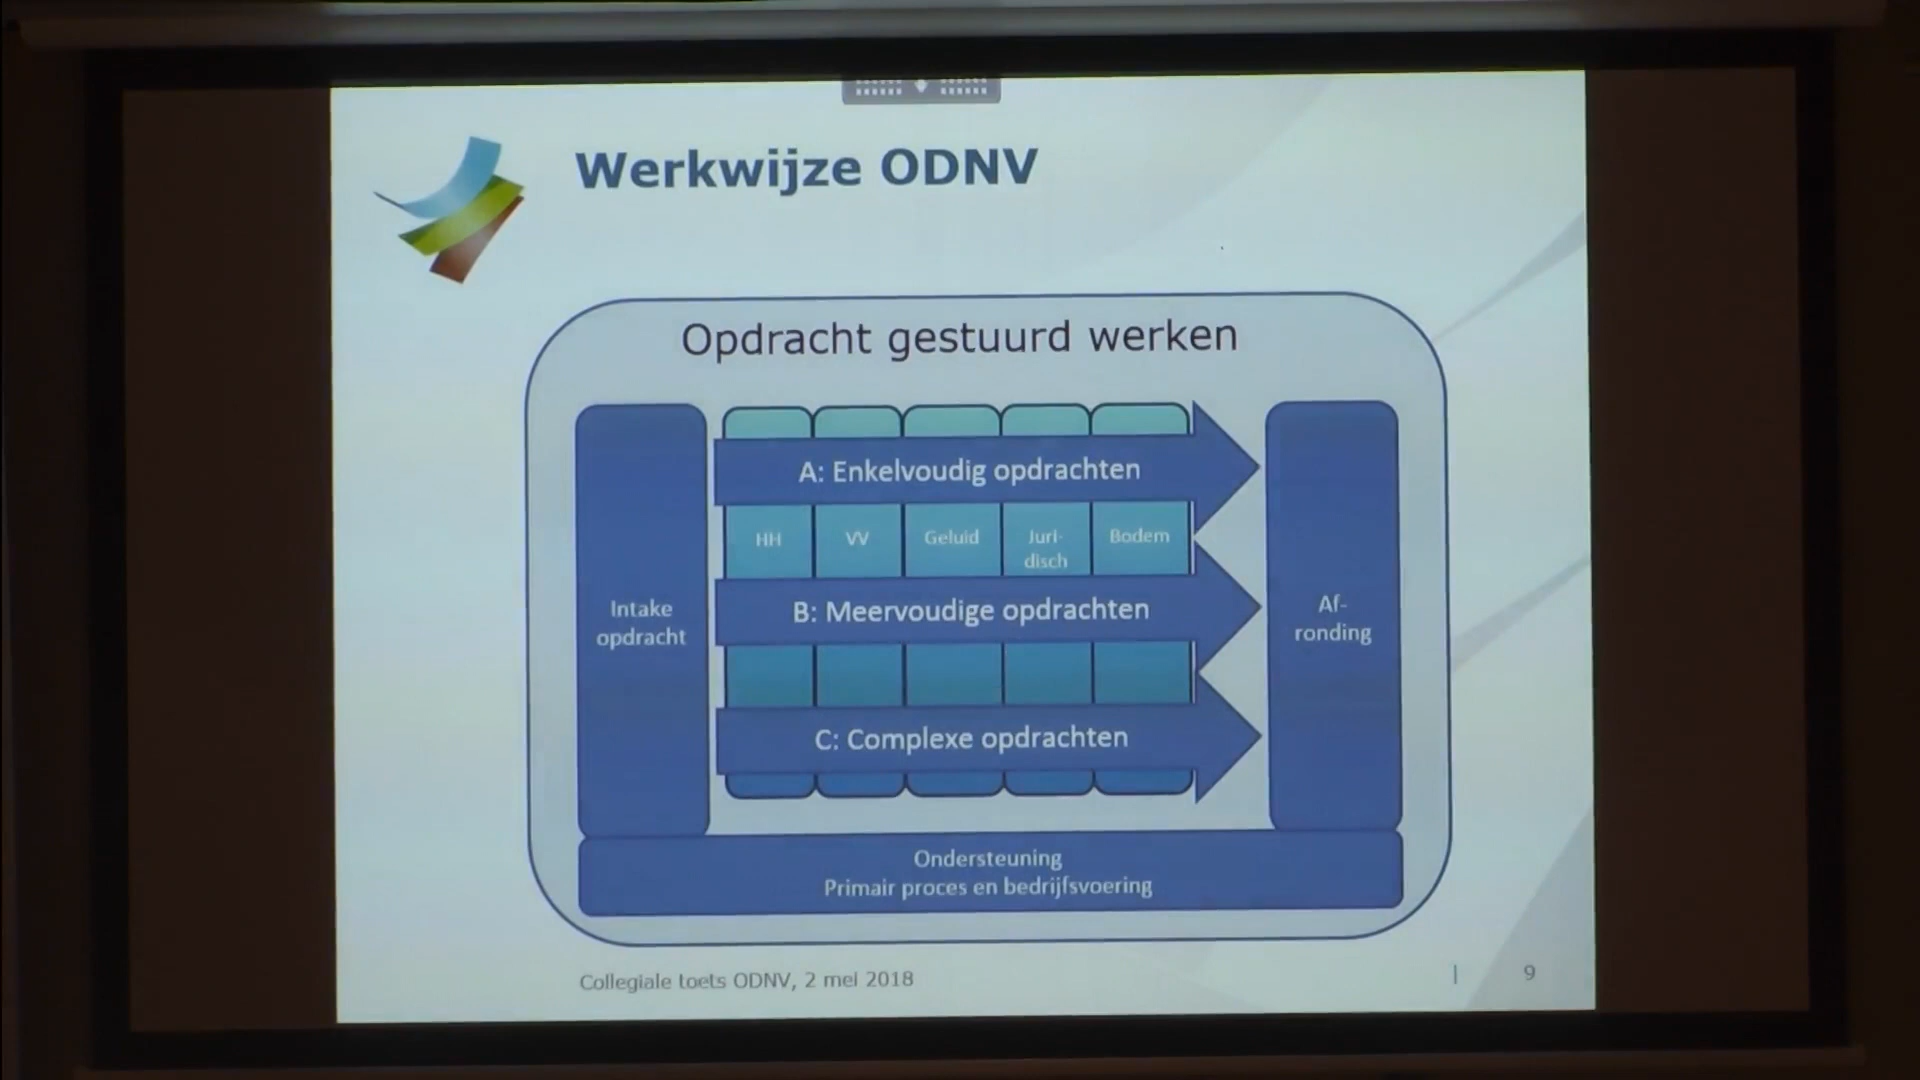 Werkwijze ODNV
Opdracht gestuurd werken
A: Enkelvoudig opdrachten
HH
VV
Geluid
Juri-
disch
Bodem
Intake
opdracht
B: Meervoudige opdrachten
Af-
ronding
C: Complexe opdrachten
Ondersteuning
Primair proces en bedrijfsvoering
Collegiale toets ODNV, 2 mei 2018
| 9